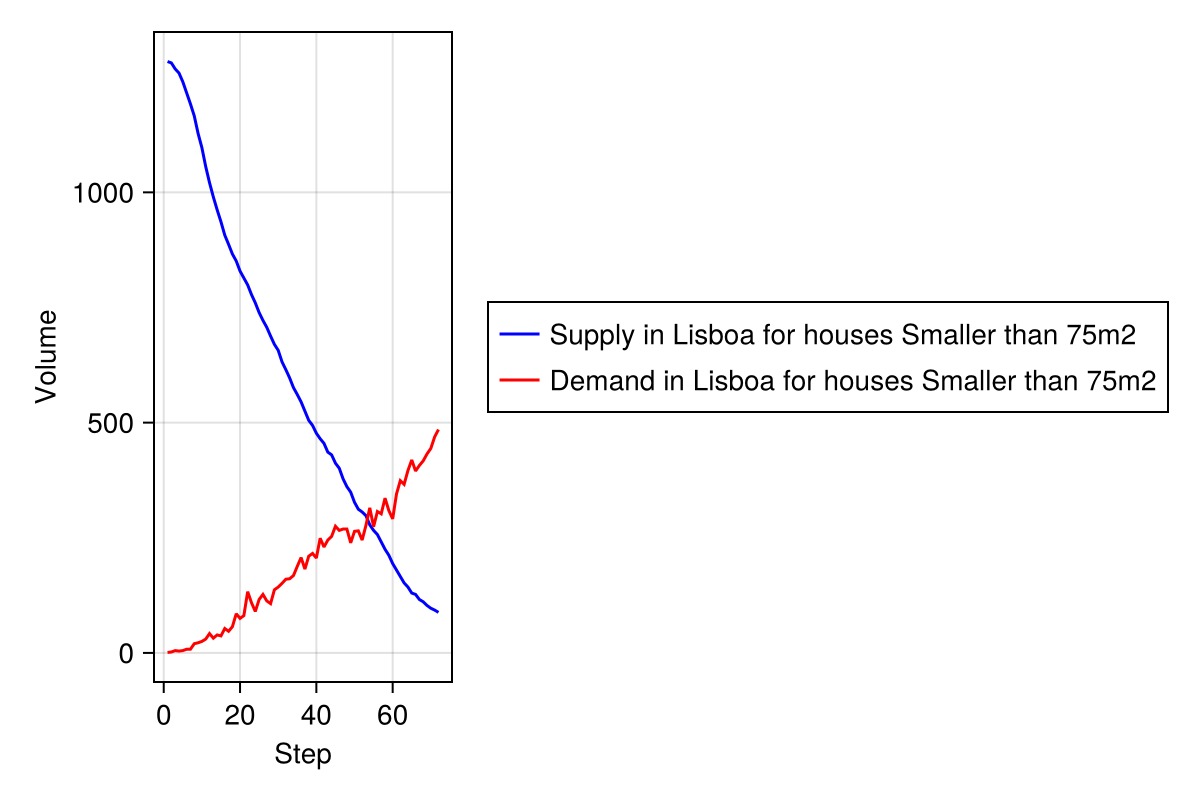 Volume
1000
500
0
0 20 40 60
Step
Supply in Lisboa for houses Smaller than 75m2
Demand in Lisboa for houses Smaller than 75m2